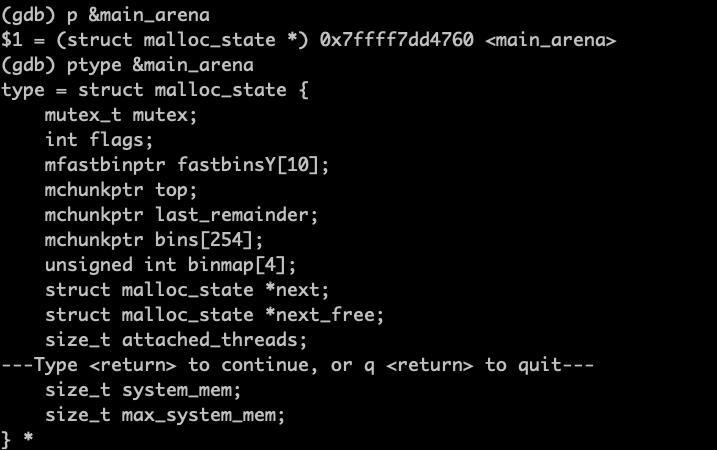 (gdb) p &main_arena
$1 = (struct malloc_state *) 0x7ffff7dd4760 <main_arena>
(gdb) ptype &main_arena
type = struct malloc_state {
    mutex_t mutex;
    int flags;
    mfastbinptr fastbinsY[10];
    mchunkptr top;
    mchunkptr last_remainder;
    mchunkptr bins[254];
    unsigned int binmap[4];
    struct malloc_state *next;
    struct malloc_state *next_free;
    size_t attached_threads;
---Type <return> to continue, or q <return> to quit---
    size_t system_mem;
    size_t max_system_mem;
} *